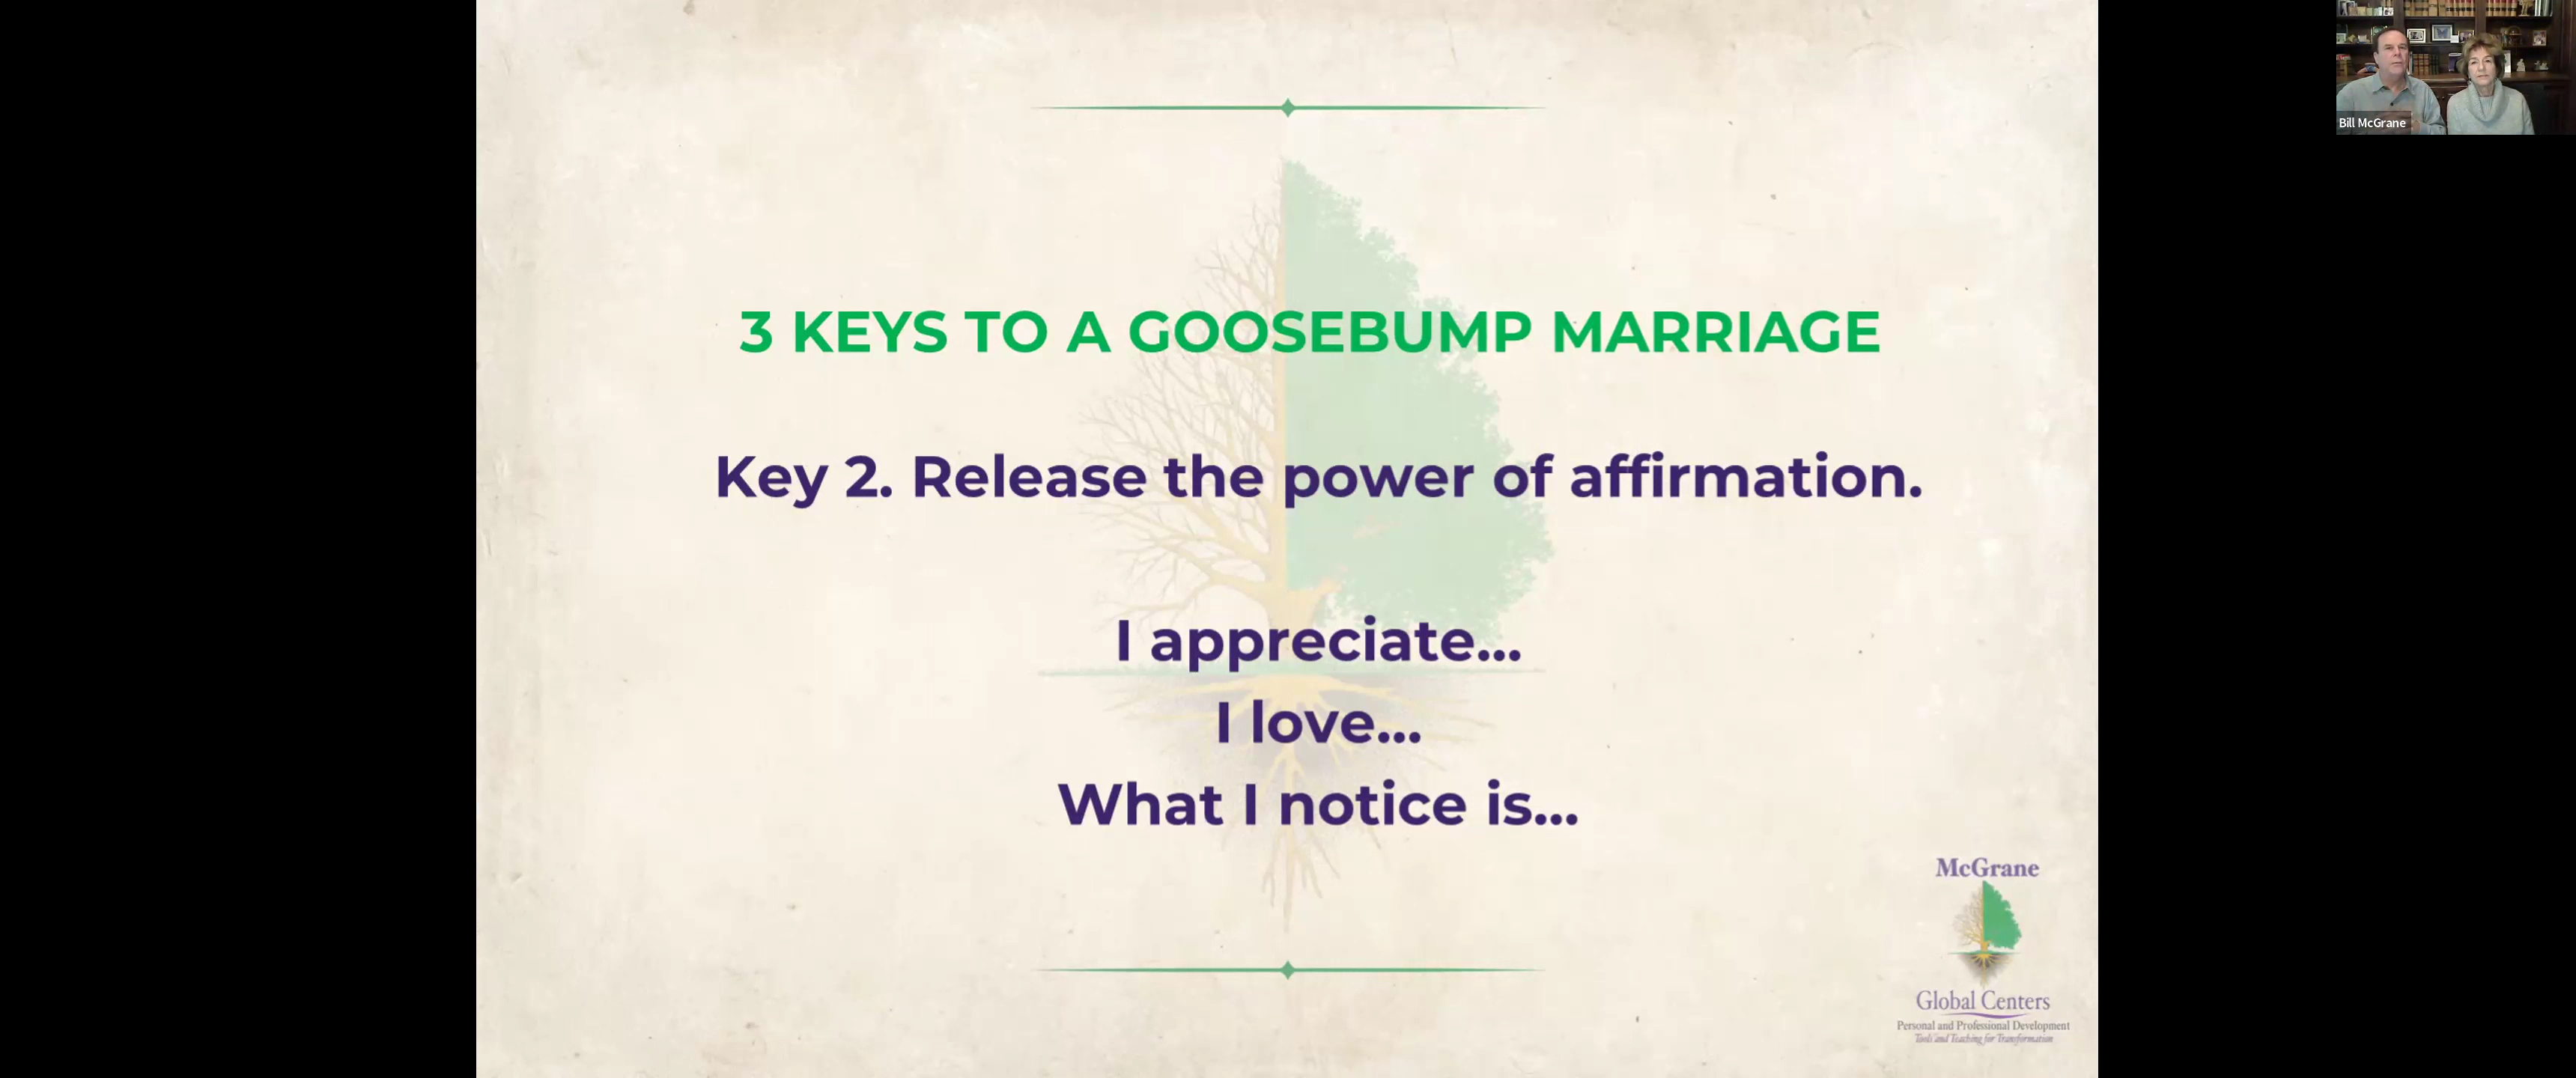 3 KEYS TO A GOOSEBUMP MARRIAGE
Key 2. Release the power of affirmation.
I appreciate...
I love...
What I notice is...
McGrane
Global Centers
Personal and Professional Development
Tools and Teaching for Transformation
Bill McGrane